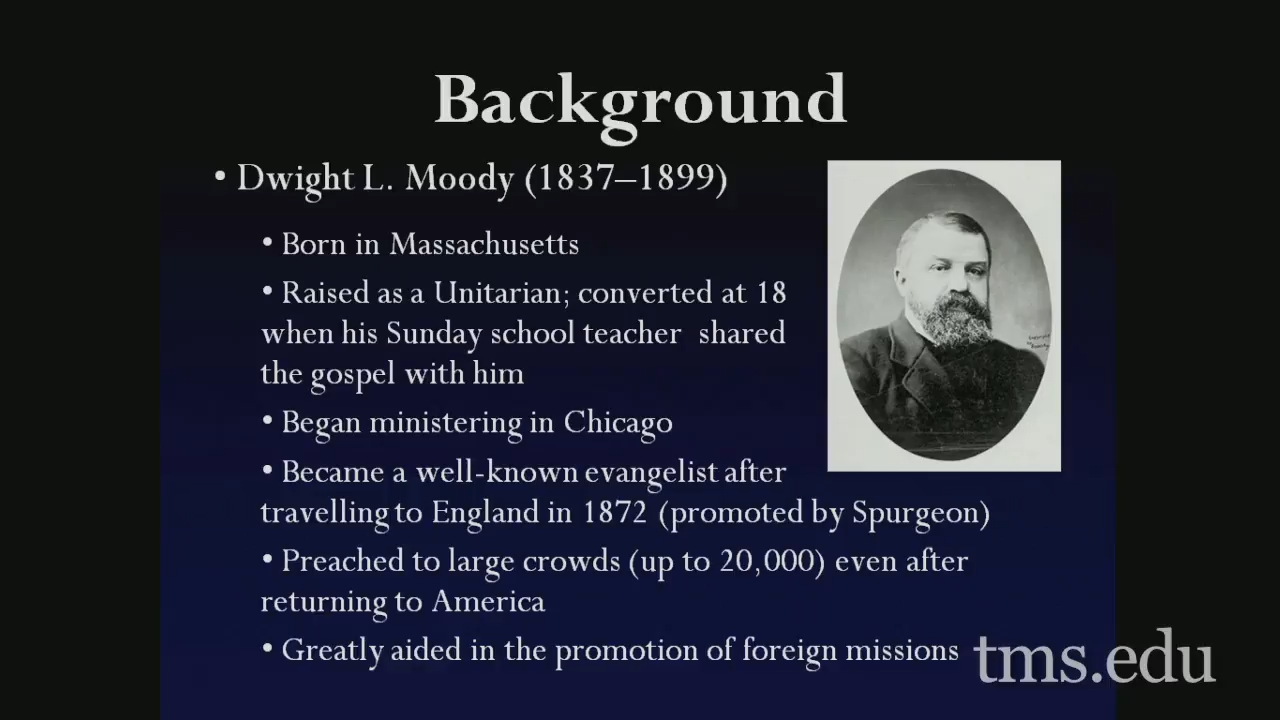 Background
• Dwight L. Moody (1837–1899)
• Born in Massachusetts
• Raised as a Unitarian; converted at 18
when his Sunday school teacher shared
the gospel with him
• Began ministering in Chicago
• Became a well-known evangelist after
travelling to England in 1872 (promoted by Spurgeon)
• Preached to large crowds (up to 20,000) even after
returning to America
• Greatly aided in the promotion of foreign missions
tms.edu